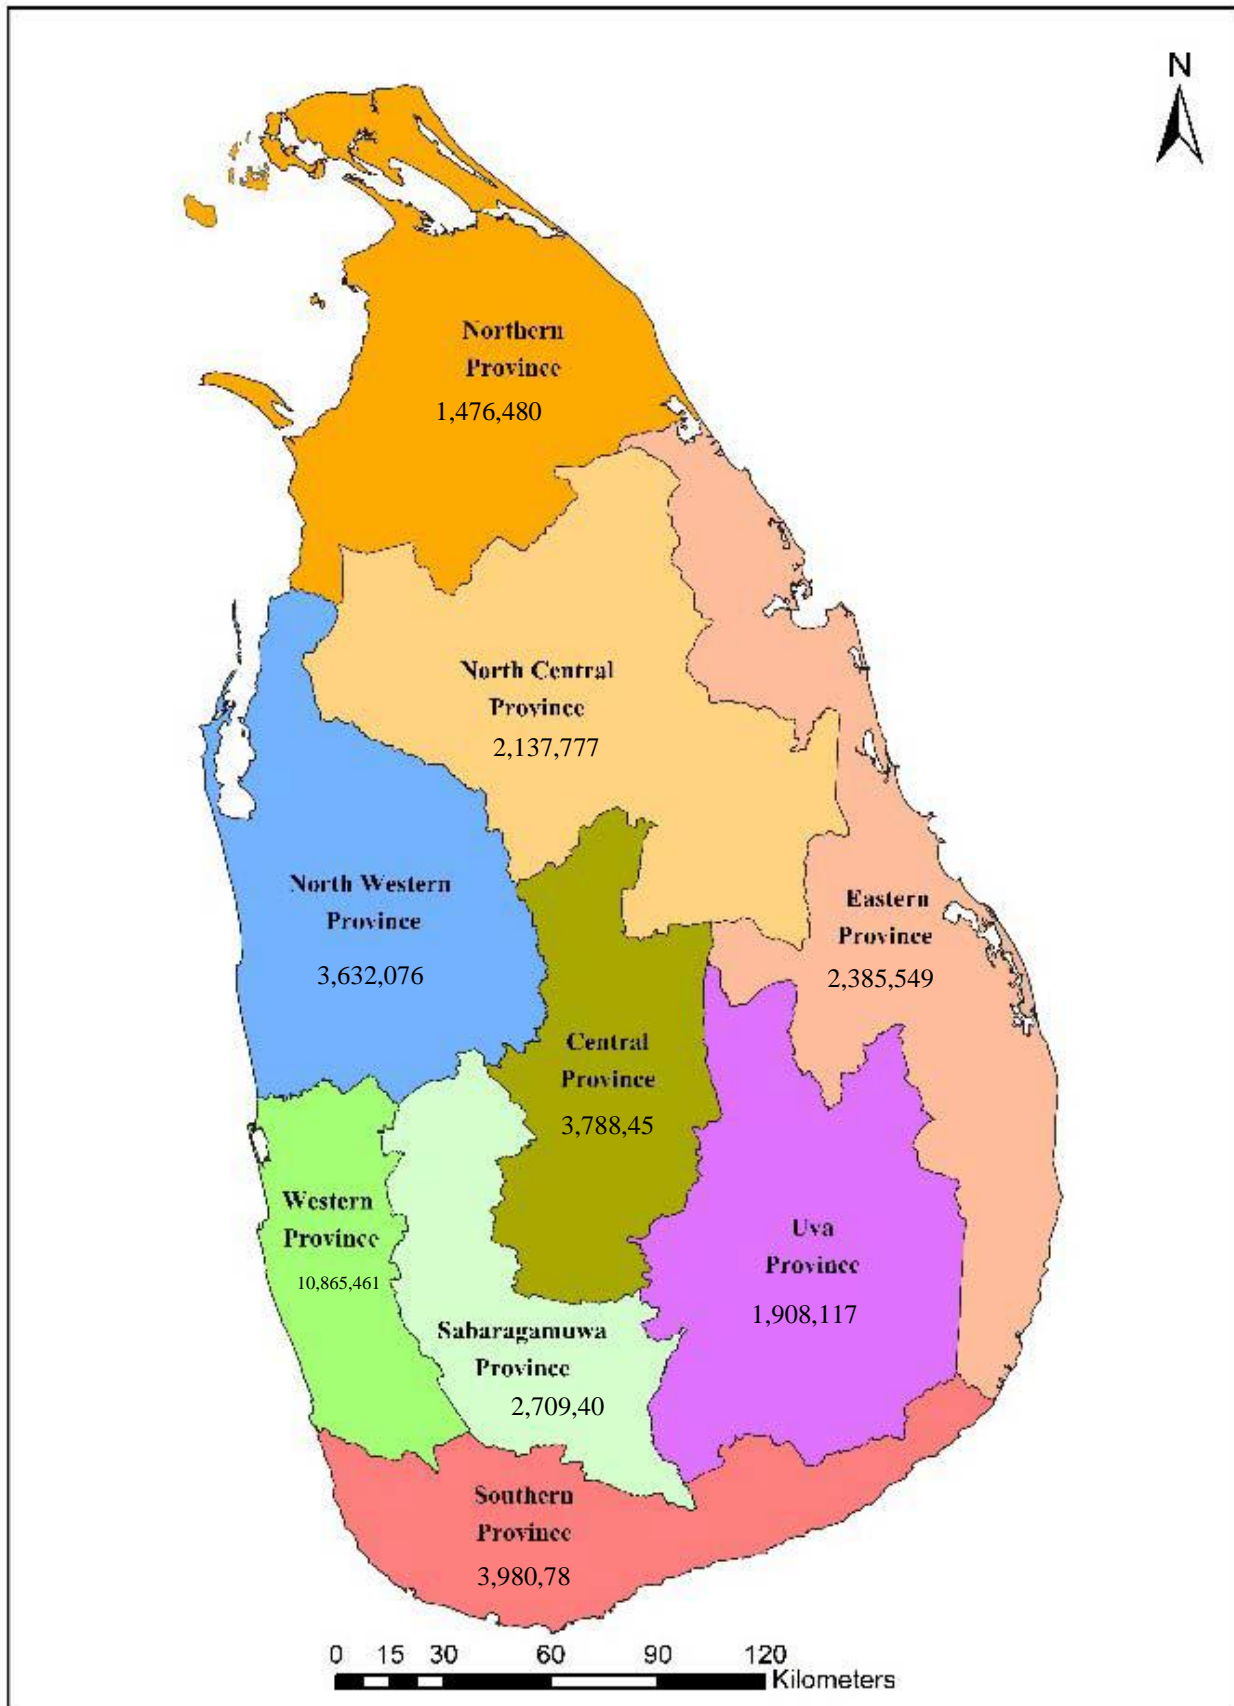 N
Northern
Province
1,476,480
North Central
Province
2,137,777
North Western
Province
3,632,076
Eastern
Province
2,385,549
Central
Province
3,788,45
Western
Province
10,865,461
Uva
Province
1,908,117
Sabaragamuwa
Province
2,709,40
Southern
Province
3,980,78
0 15 30 60 90 120
Kilometers